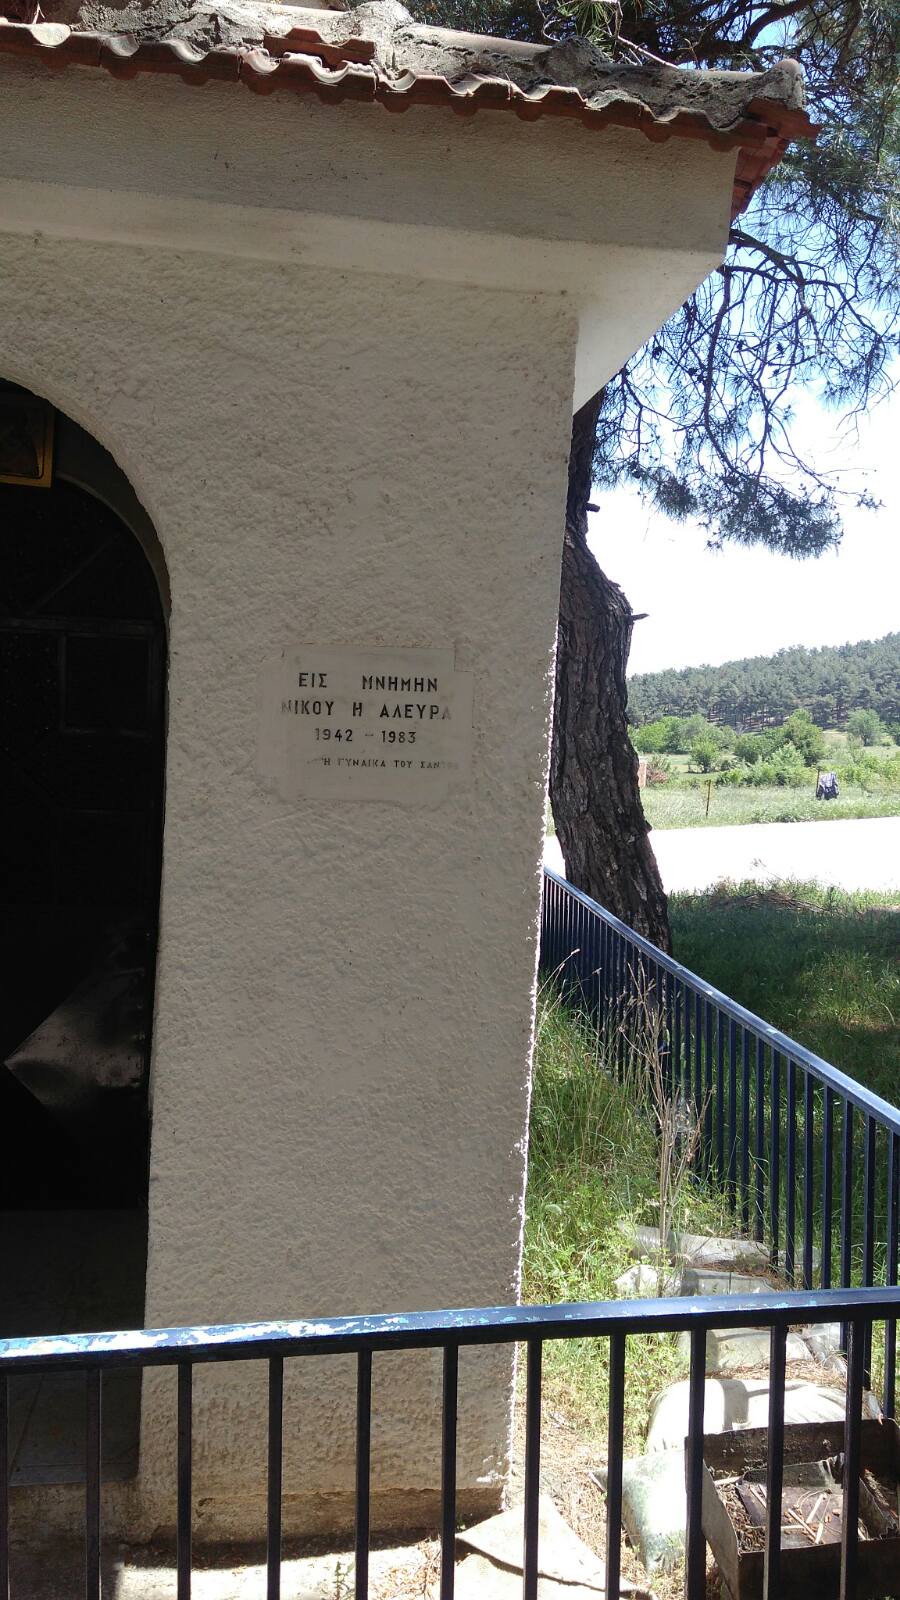 ΕΙΣ ΜΝΗΜΗΝ
ΝΙΚΟΥ Η ΑΛΕΥΡΑ
1942 - 1983
Η ΓΥΝΑΙΚΑ ΤΟΥ